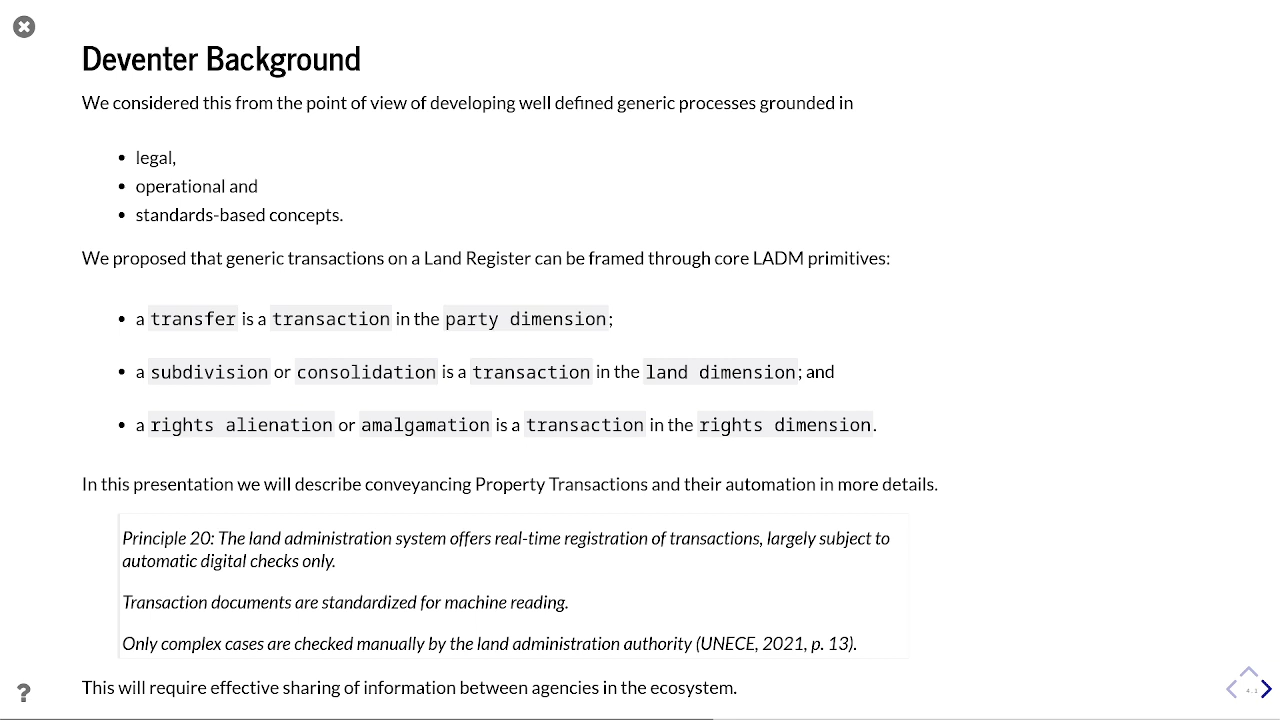 Deventer Background
We considered this from the point of view of developing well defined generic processes grounded in
• legal,
• operational and
• standards-based concepts.
We proposed that generic transactions on a Land Register can be framed through core LADM primitives:
• a transfer is a transaction in the party dimension;
• a subdivision or consolidation is a transaction in the land dimension; and
• a rights alienation or amalgamation is a transaction in the rights dimension.
In this presentation we will describe conveyancing Property Transactions and their automation in more details.
Principle 20: The land administration system offers real-time registration of transactions, largely subject to
automatic digital checks only.
Transaction documents are standardized for machine reading.
Only complex cases are checked manually by the land administration authority (UNECE, 2021, p. 13).
This will require effective sharing of information between agencies in the ecosystem.
?